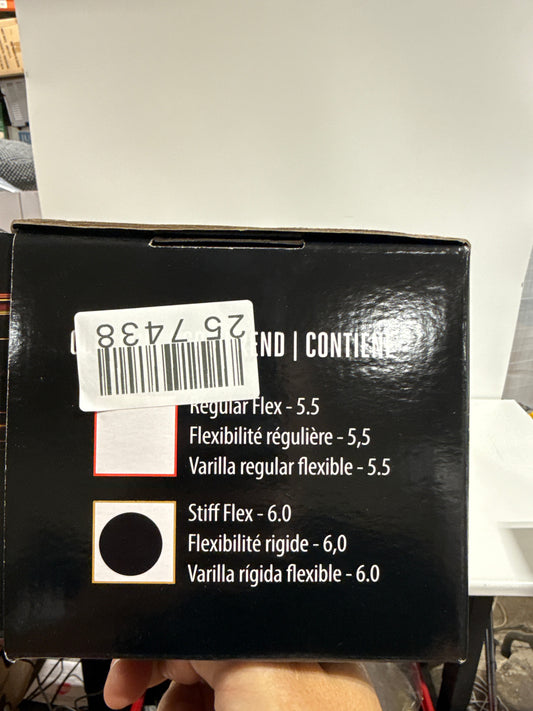 257438
| CONTIENE
Regular Flex - 5.5
Flexibilité régulière - 5,5
Varilla regular flexible - 5.5
Stiff Flex - 6.0
Flexibilité rigide - 6,0
Varilla rígida flexible - 6.0